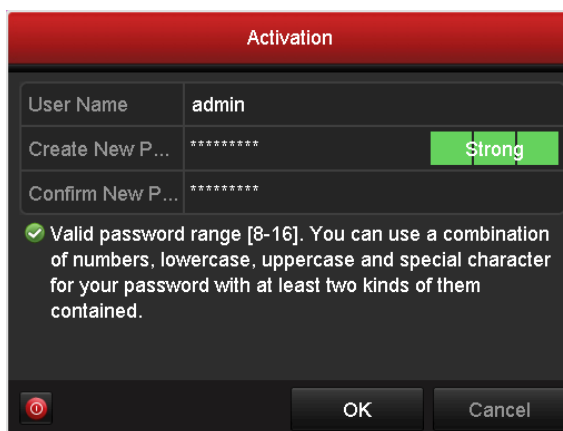 Activation
User Name admin
Create New P... ********* Strong
Confirm New P... *********
Valid password range [8-16]. You can use a combination
of numbers, lowercase, uppercase and special character
for your password with at least two kinds of them
contained.
OK Cancel